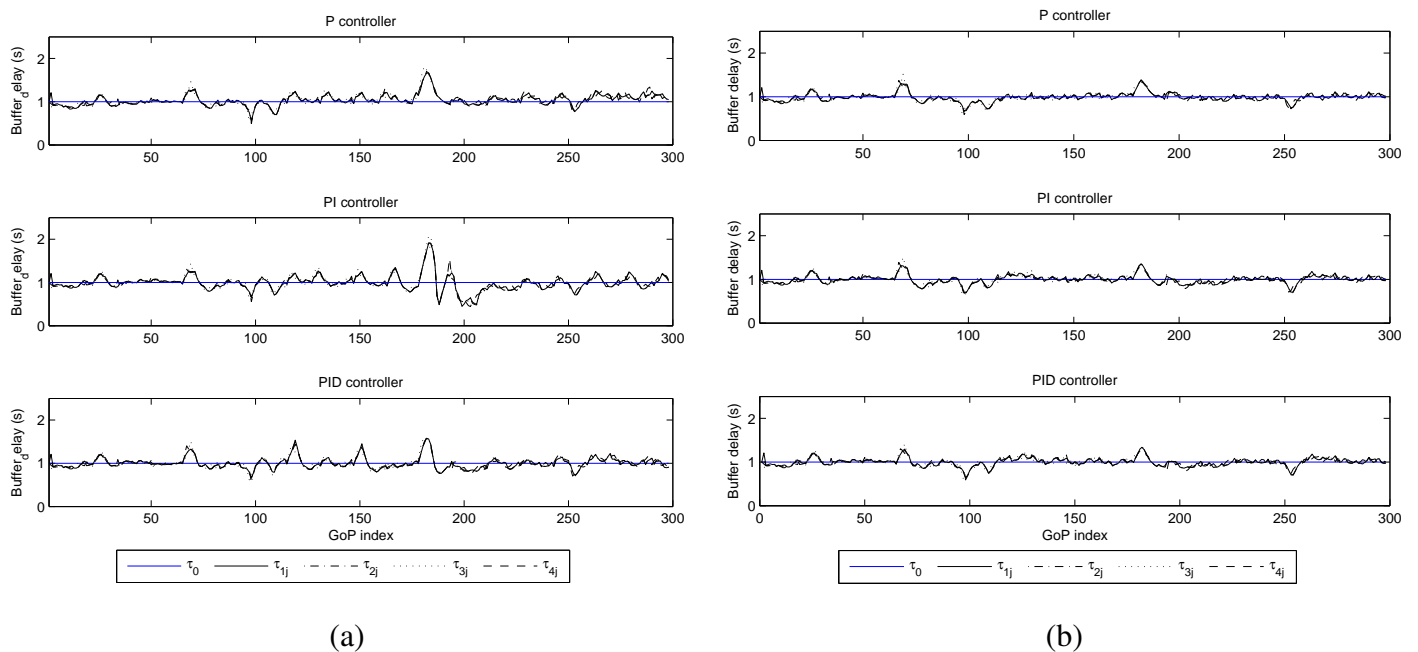 P controller
Buffer_delay (s)
2
1
0
50 100 150 200 250 300
PI controller
Buffer_delay (s)
2
1
0
50 100 150 200 250 300
PID controller
Buffer_delay (s)
2
1
0
50 100 150 200 250 300
GoP index
τ0 τ1j τ2j τ3j τ4j
(a)
P controller
Buffer delay (s)
2
1
0
50 100 150 200 250 300
PI controller
Buffer delay (s)
2
1
0
50 100 150 200 250 300
PID controller
Buffer delay (s)
2
1
0
0 50 100 150 200 250 300
GoP index
τ0 τ1j τ2j τ3j τ4j
(b)